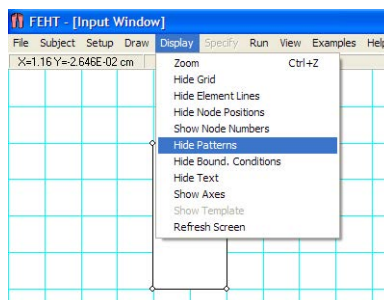 FEHT - [Input Window]
File Subject Setup Draw Display Specify Run View Examples Help
X=1.16 Y=-2.646E-02 cm
Zoom Ctrl+Z
Hide Grid
Hide Element Lines
Hide Node Positions
Show Node Numbers
Hide Patterns
Hide Bound. Conditions
Hide Text
Show Axes
Show Template
Refresh Screen